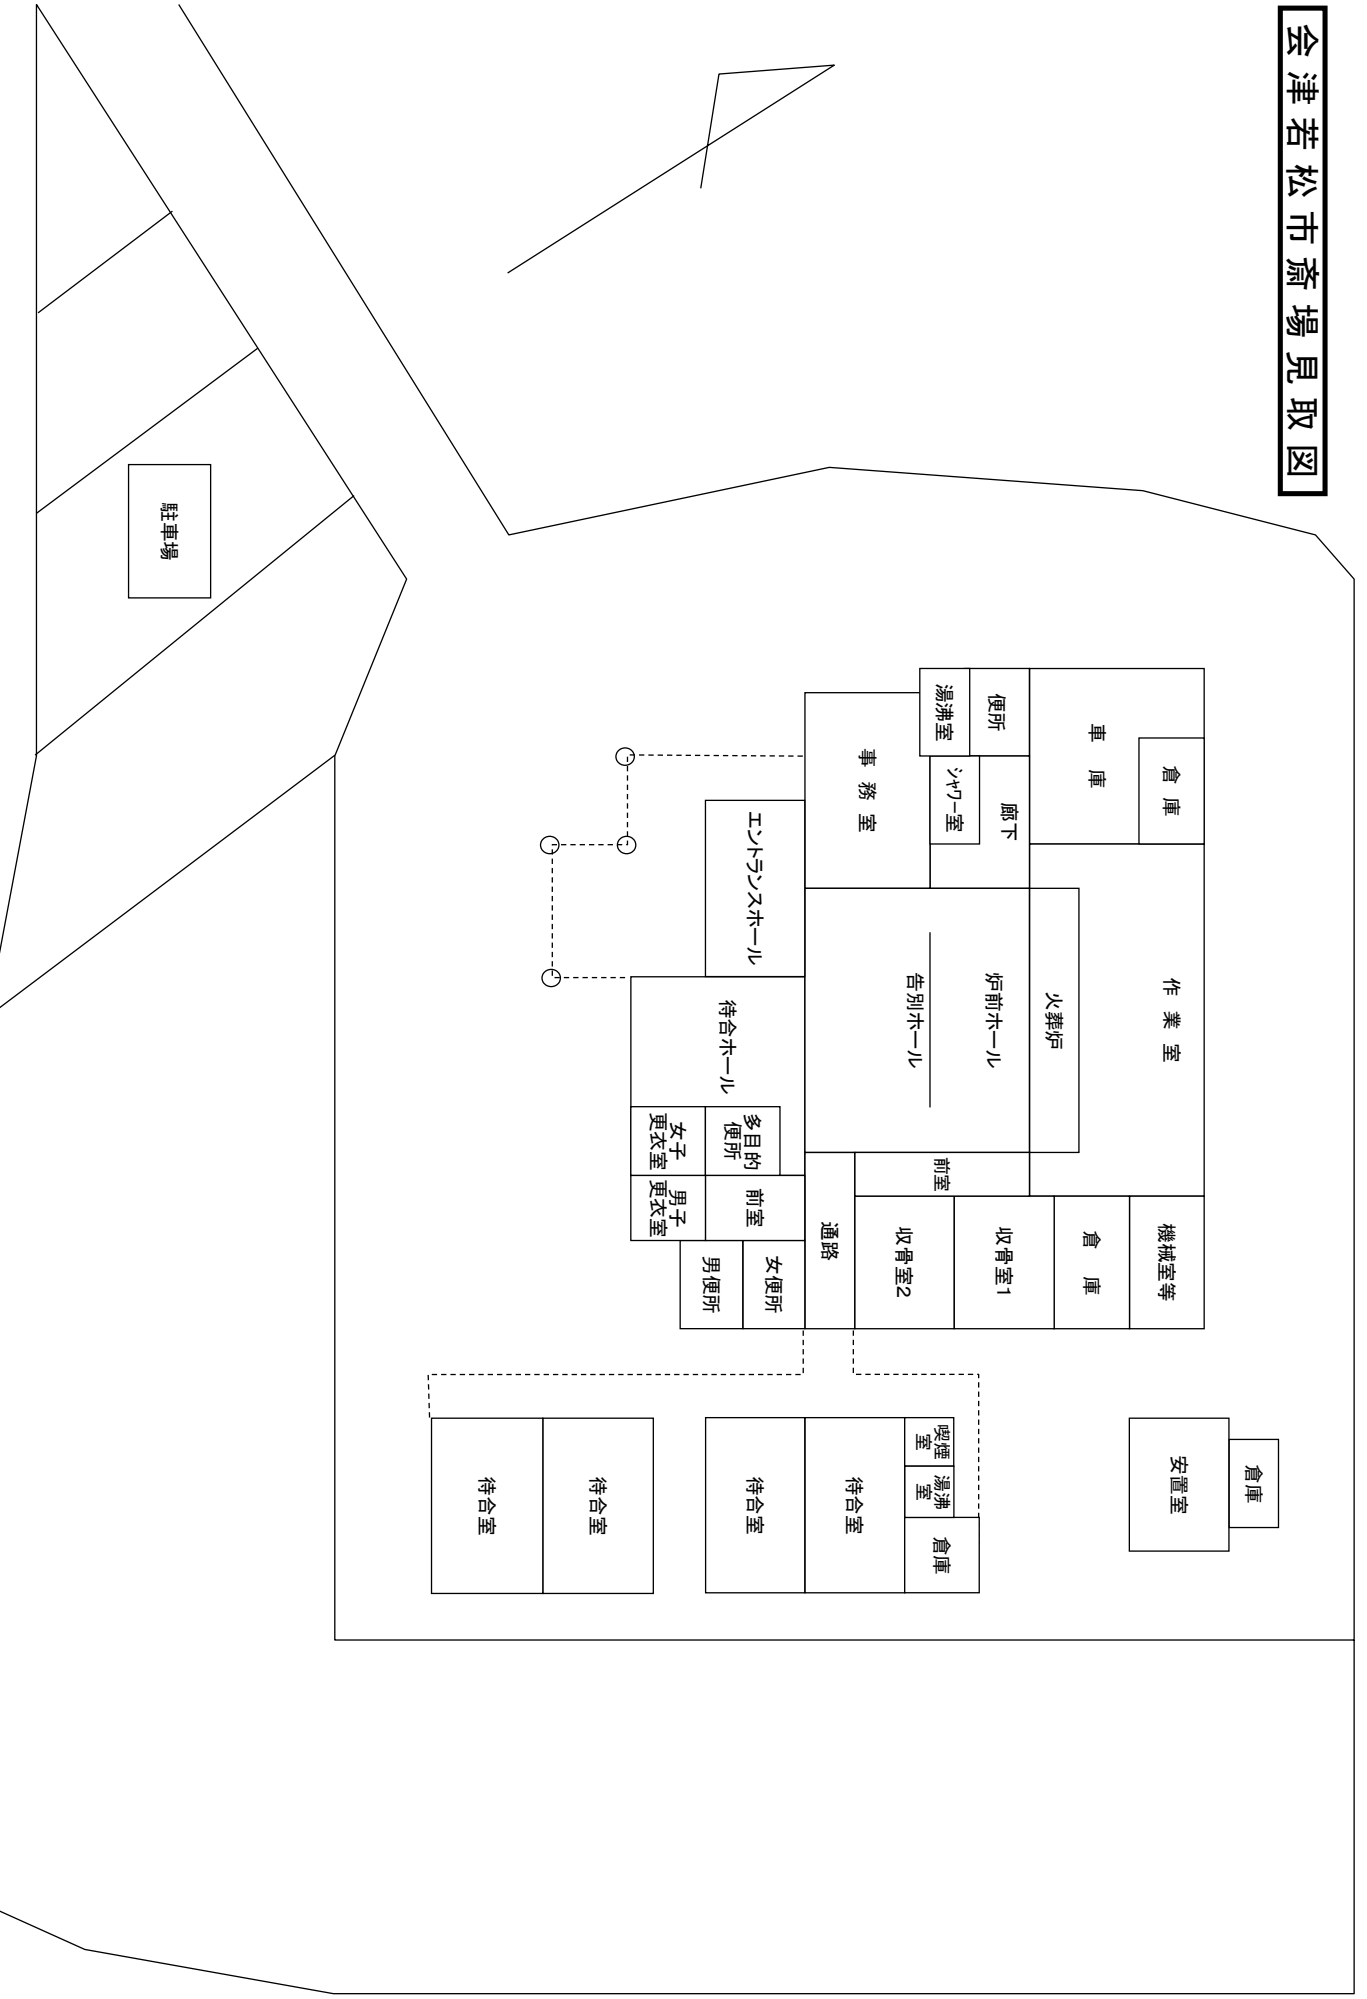 会津若松市斎場見取図
倉庫
安置室
倉庫
車庫
作業室
機械室等
倉庫
火葬炉
便所
廊下
炉前ホール
収骨室1
湯沸室
シャワー室
告別ホール
前室
収骨室2
喫煙
室
湯沸
室
倉庫
事務室
通路
待合室
エントランスホール
待合ホール
多目的
便所
前室
女便所
待合室
女子
更衣室
男子
更衣室
男便所
待合室
待合室
駐車場